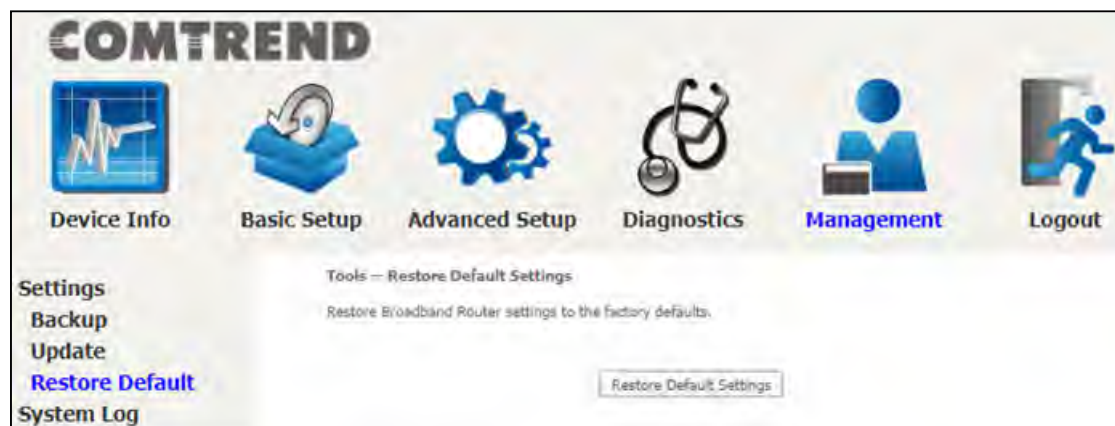 COMTREND
Device Info
Basic Setup
Advanced Setup
Diagnostics
Management
Logout
Settings
Backup
Update
Restore Default
System Log
Tools -- Restore Default Settings
Restore Broadband Router settings to the factory defaults.
Restore Default Settings